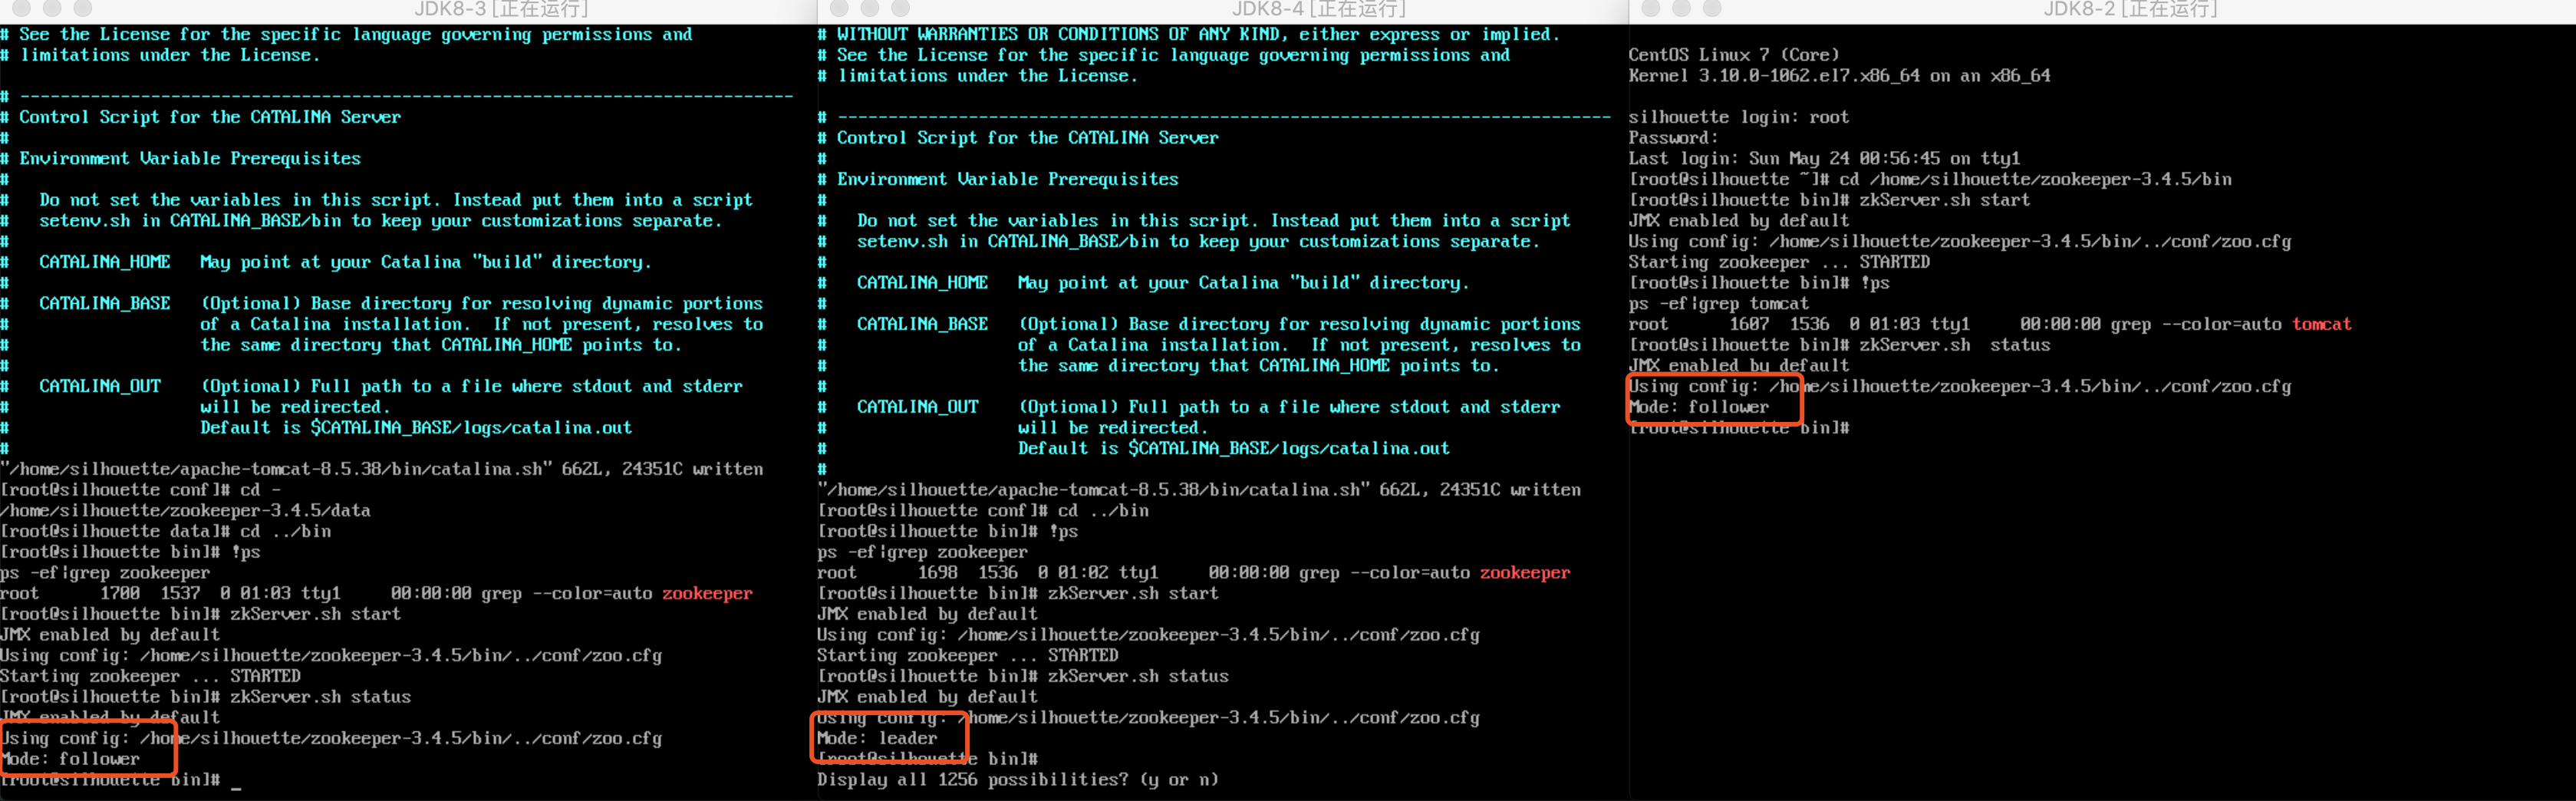 JDK8-3 [正在运行]
# See the License for the specific language governing permissions and
# limitations under the License.
# -----------------------------------------------------------------------------
# Control Script for the CATALINA Server
#
# Environment Variable Prerequisites
#
#   Do not set the variables in this script. Instead put them into a script
#   setenv.sh in CATALINA_BASE/bin to keep your customizations separate.
#
#   CATALINA_HOME   May point at your Catalina "build" directory.
#
#   CATALINA_BASE   (Optional) Base directory for resolving dynamic portions
#                   of a Catalina installation.  If not present, resolves to
#                   the same directory that CATALINA_HOME points to.
#
#   CATALINA_OUT    (Optional) Full path to a file where stdout and stderr
#                   will be redirected.
#                   Default is $CATALINA_BASE/logs/catalina.out
#
"/home/silhouette/apache-tomcat-8.5.38/bin/catalina.sh" 662L, 24351C written
[root@silhouette conf]# cd -
/home/silhouette/zookeeper-3.4.5/data
[root@silhouette data]# cd ../bin
[root@silhouette bin]# !ps
ps -ef|grep zookeeper
root      1700  1537  0 01:03 tty1     00:00:00 grep --color=auto zookeeper
[root@silhouette bin]# zkServer.sh start
JMX enabled by default
Using config: /home/silhouette/zookeeper-3.4.5/bin/../conf/zoo.cfg
Starting zookeeper ... STARTED
[root@silhouette bin]# zkServer.sh status
JMX enabled by default
Using config: /home/silhouette/zookeeper-3.4.5/bin/../conf/zoo.cfg
Mode: follower
[root@silhouette bin]# _
JDK8-4 [正在运行]
# WITHOUT WARRANTIES OR CONDITIONS OF ANY KIND, either express or implied.
# See the License for the specific language governing permissions and
# limitations under the License.
# -----------------------------------------------------------------------------
# Control Script for the CATALINA Server
#
# Environment Variable Prerequisites
#
#   Do not set the variables in this script. Instead put them into a script
#   setenv.sh in CATALINA_BASE/bin to keep your customizations separate.
#
#   CATALINA_HOME   May point at your Catalina "build" directory.
#
#   CATALINA_BASE   (Optional) Base directory for resolving dynamic portions
#                   of a Catalina installation.  If not present, resolves to
#                   the same directory that CATALINA_HOME points to.
#
#   CATALINA_OUT    (Optional) Full path to a file where stdout and stderr
#                   will be redirected.
#                   Default is $CATALINA_BASE/logs/catalina.out
#
"/home/silhouette/apache-tomcat-8.5.38/bin/catalina.sh" 662L, 24351C written
[root@silhouette conf]# cd ../bin
[root@silhouette bin]# !ps
ps -ef|grep zookeeper
root      1698  1536  0 01:02 tty1     00:00:00 grep --color=auto zookeeper
[root@silhouette bin]# zkServer.sh start
JMX enabled by default
Using config: /home/silhouette/zookeeper-3.4.5/bin/../conf/zoo.cfg
Starting zookeeper ... STARTED
[root@silhouette bin]# zkServer.sh status
JMX enabled by default
Using config: /home/silhouette/zookeeper-3.4.5/bin/../conf/zoo.cfg
Mode: leader
[root@silhouette bin]#
Display all 1256 possibilities? (y or n)
JDK8-2 [正在运行]
CentOS Linux 7 (Core)
Kernel 3.10.0-1062.el7.x86_64 on an x86_64
silhouette login: root
Password:
Last login: Sun May 24 00:56:45 on tty1
[root@silhouette ~]# cd /home/silhouette/zookeeper-3.4.5/bin
[root@silhouette bin]# zkServer.sh start
JMX enabled by default
Using config: /home/silhouette/zookeeper-3.4.5/bin/../conf/zoo.cfg
Starting zookeeper ... STARTED
[root@silhouette bin]# !ps
ps -ef|grep tomcat
root      1607  1536  0 01:03 tty1     00:00:00 grep --color=auto tomcat
[root@silhouette bin]# zkServer.sh  status
JMX enabled by default
Using config: /home/silhouette/zookeeper-3.4.5/bin/../conf/zoo.cfg
Mode: follower
[root@silhouette bin]#